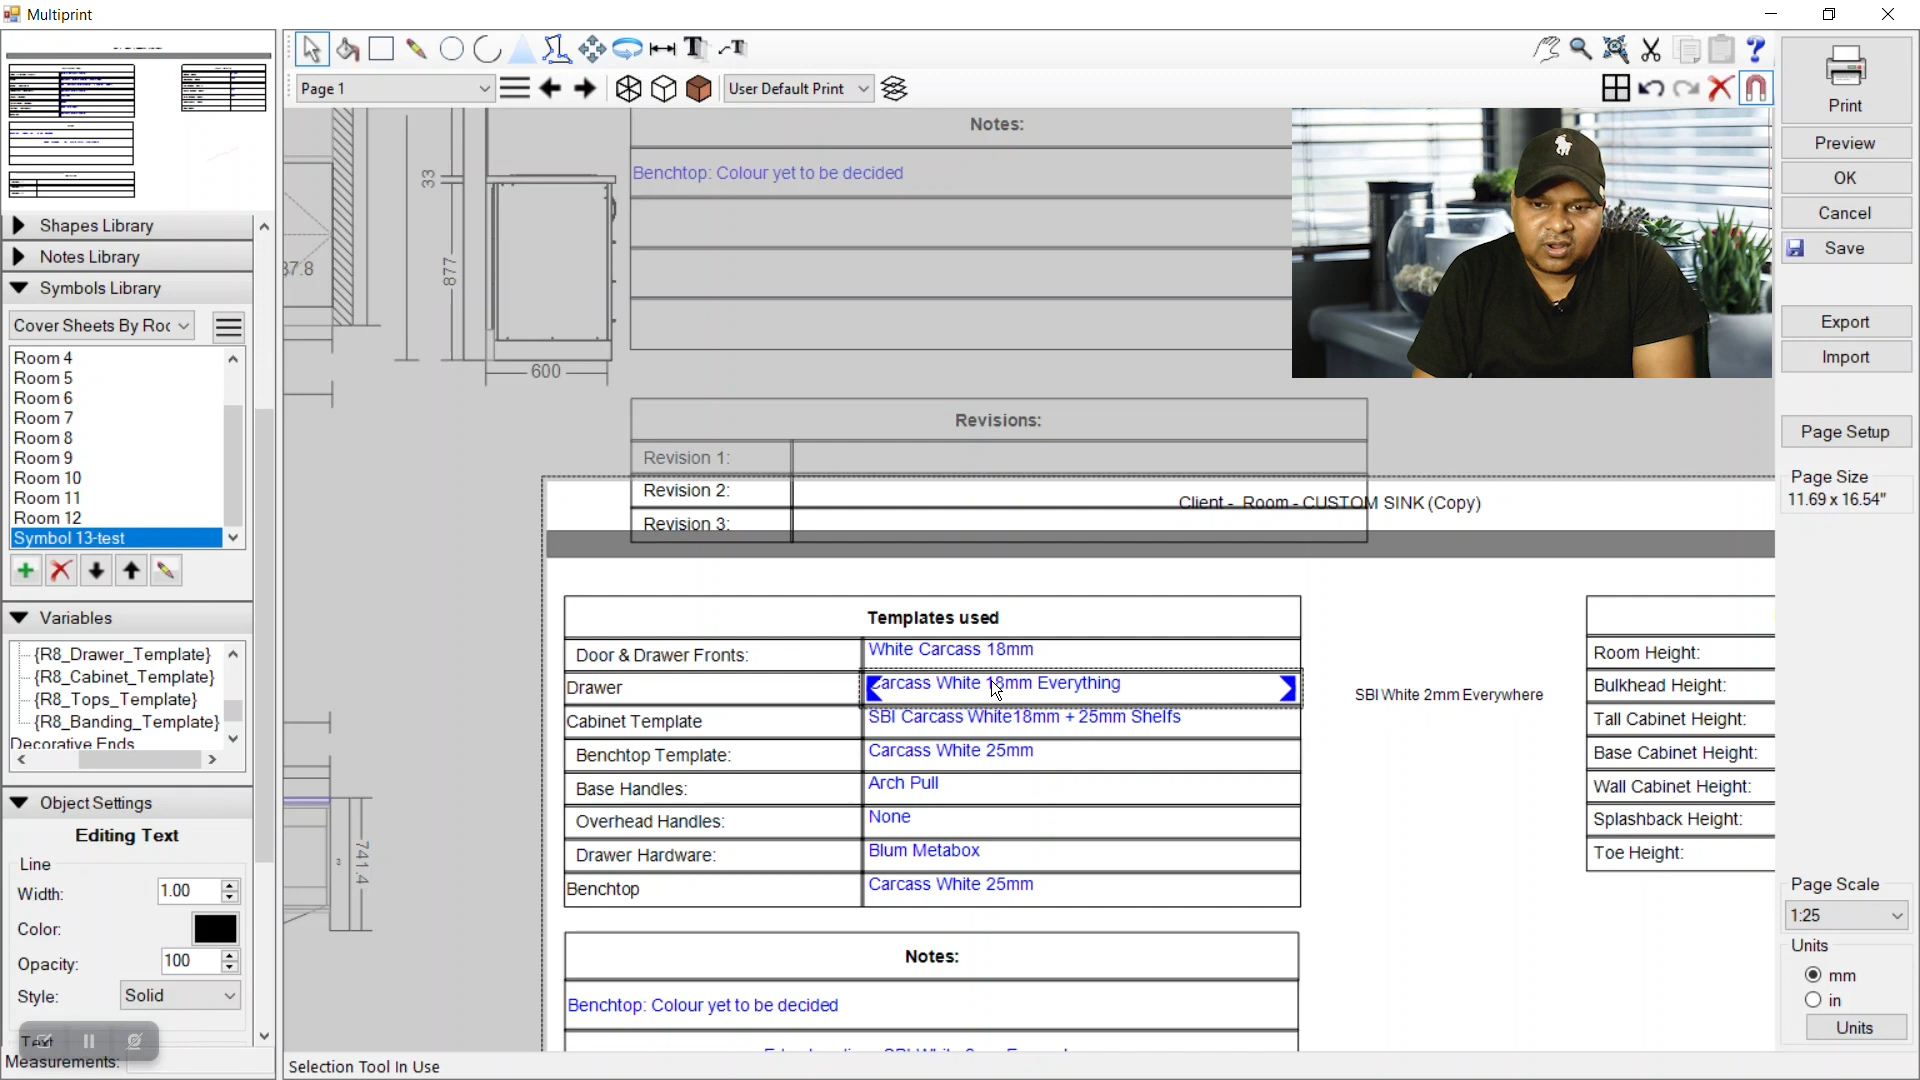 Multiprint
Shapes Library
Notes Library
Symbols Library
Cover Sheets By Roc
Room 4
Room 5
Room 6
Room 7
Room 8
Room 9
Room 10
Room 11
Room 12
Symbol 13-test
Variables
{R8_Drawer_Template}
{R8_Cabinet_Template}
{R8_Tops_Template}
{R8_Banding_Template}
Decorative Ends
Object Settings
Editing Text
Line
Width: 1.00
Color:
Opacity: 100
Style: Solid
Text
Measurements:
T T
Page 1
User Default Print
33
877
600
37.8
741.4
Notes:
Benchtop: Colour yet to be decided
Revisions:
Revision 1:
Revision 2:
Revision 3:
Client - Room - CUSTOM SINK (Copy)
Templates used
Door & Drawer Fronts: White Carcass 18mm
Drawer Carcass White 18mm Everything
Cabinet Template SBI Carcass White18mm + 25mm Shelfs
Benchtop Template: Carcass White 25mm
Base Handles: Arch Pull
Overhead Handles: None
Drawer Hardware: Blum Metabox
Benchtop Carcass White 25mm
SBI White 2mm Everywhere
Room Height:
Bulkhead Height:
Tall Cabinet Height:
Base Cabinet Height:
Wall Cabinet Height:
Splashback Height:
Toe Height:
Notes:
Benchtop: Colour yet to be decided
Selection Tool In Use
?
Print
Preview
OK
Cancel
Save
Export
Import
Page Setup
Page Size
11.69 x 16.54"
Page Scale
1:25
Units
mm
in
Units